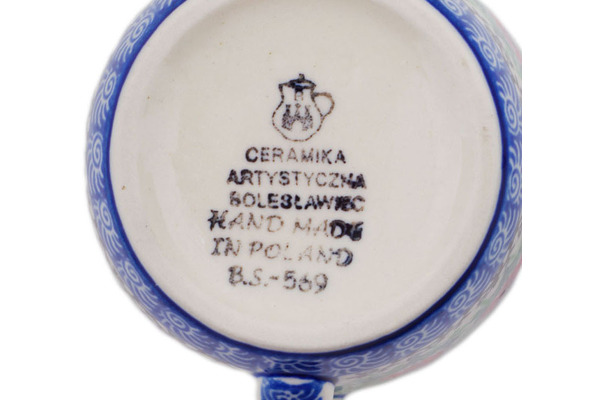 CERAMIKA
ARTYSTYCZNA
BOLESŁAWIEC
HAND MADE
IN POLAND
B.S.-569